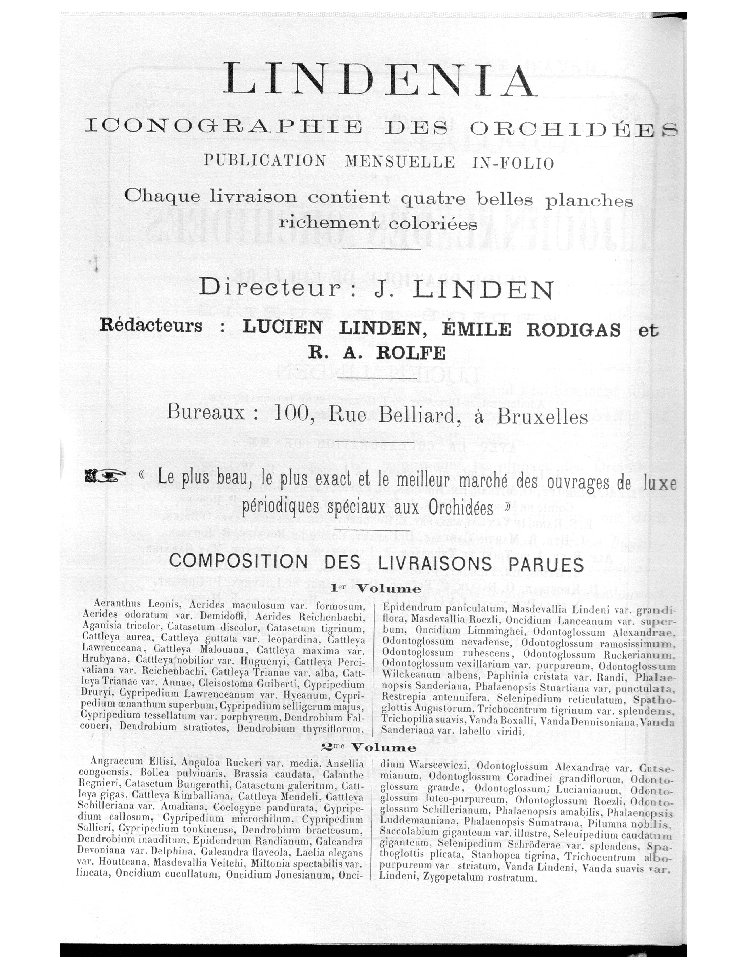 LINDENIA
ICONOGRAPHIE DES ORCHIDÉES
PUBLICATION MENSUELLE IN-FOLIO
Chaque livraison contient quatre belles planches
richement coloriées
Directeur : J. LINDEN
Rédacteurs : LUCIEN LINDEN, ÉMILE RODIGAS et
R. A. ROLFE
Bureaux : 100, Rue Belliard, à Bruxelles
« Le plus beau, le plus exact et le meilleur marché des ouvrages de luxe
périodiques spéciaux aux Orchidées »
COMPOSITION DES LIVRAISONS PARUES
1er Volume
Aeranthus Leonis, Aerides maculosum var. formosum,
Aerides odoratum var. Demidoffi, Aerides Reichenbachi,
Aganisia tricolor, Catasetum discolor, Catasetum tigrinum,
Cattleya aurea, Cattleya guttata var. leopardina, Cattleya
Lawrenceana, Cattleya Malouana, Cattleya maxima var.
Hrubyana, Cattleya nobilior var. Hugueneyi, Cattleya Perci-
valiana var. Reichenbachi, Cattleya Trianae var. alba, Catt-
leya Trianae var. Annae, Cleisostoma Guiberti, Cypripedium
Druryi, Cypripedium Lawrenceanum var. Hyeanum, Cypri-
pedium œnanthum superbum, Cypripedium selligerum majus,
Cypripedium tessellatum var. porphyreum, Dendrobium Fal-
coneri, Dendrobium stratiotes, Dendrobium thyrsiflorum,
Epidendrum paniculatum, Masdevallia Lindeni var. grandi-
flora, Masdevallia Roezli, Oncidium Lanceanum var. super-
bum, Oncidium Limminghei, Odontoglossum Alexandrae,
Odontoglossum nevadense, Odontoglossum ramosissimum,
Odontoglossum rubescens, Odontoglossum Ruckerianum,
Odontoglossum vexillarium var. purpureum, Odontoglossum
Wilckeanum albens, Paphinia cristata var. Randi, Phalae-
nopsis Sanderiana, Phalaenopsis Stuartiana var. punctulata,
Restrepia antennifera, Selenipedium reticulatum, Spatho-
glottis Augustorum, Trichocentrum tigrinum var. splendens,
Trichopilia suavis, Vanda Boxalli, Vanda Dennisoniana, Vanda
Sanderiana var. labello viridi.
2me Volume
Angraecum Ellisi, Anguloa Ruckeri var. media, Ansellia
congoensis, Bollea pulvinaris, Brassia caudata, Calanthe
Regnieri, Catasetum Bungerothi, Catasetum galeritum, Catt-
leya gigas, Cattleya Kimballiana, Cattleya Mendeli, Cattleya
Schilleriana var. Amaliana, Coelogyne pandurata, Cypripe-
dium callosum, Cypripedium microchilum, Cypripedium
Sallieri, Cypripedium tonkinense, Dendrobium bracteosum,
Dendrobium inauditum, Epidendrum Randianum, Galeandra
Devoniana var. Delphina, Galeandra flaveola, Laelia elegans
var. Houtteana, Masdevallia Veitchi, Miltonia spectabilis var.
lineata, Oncidium cucullatum, Oncidium Jonesianum, Onci-
dium Warscewiczi, Odontoglossum Alexandrae var. Cutse-
mianum, Odontoglossum Coradinei grandiflorum, Odonto-
glossum grande, Odontoglossum Lucianianum, Odonto-
glossum luteo-purpureum, Odontoglossum Roezli, Odonto-
glossum Schillerianum, Phalaenopsis amabilis, Phalaenopsis
Luddemanniana, Phalaenopsis Sumatrana, Pilumna nobilis,
Saccolabium giganteum var. illustre, Selenipedium caudatum
giganteum, Selenipedium Schröderae var. splendens, Spa-
thoglottis plicata, Stanhopea tigrina, Trichocentrum albo-
purpureum var. striatum, Vanda Lindeni, Vanda suavis var.
Lindeni, Zygopetalum rostratum.